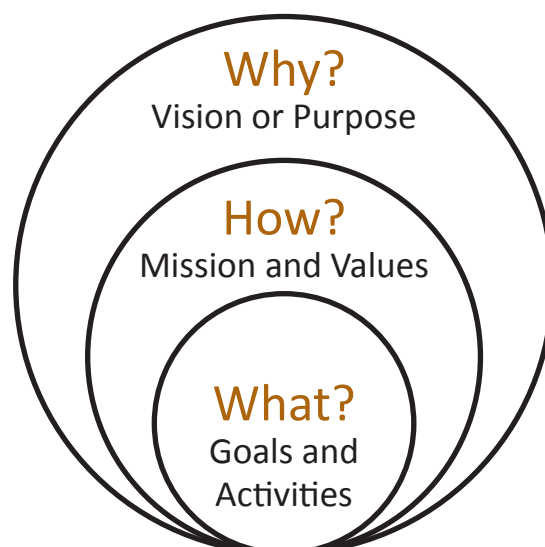 Why?
Vision or Purpose
How?
Mission and Values
What?
Goals and
Activities